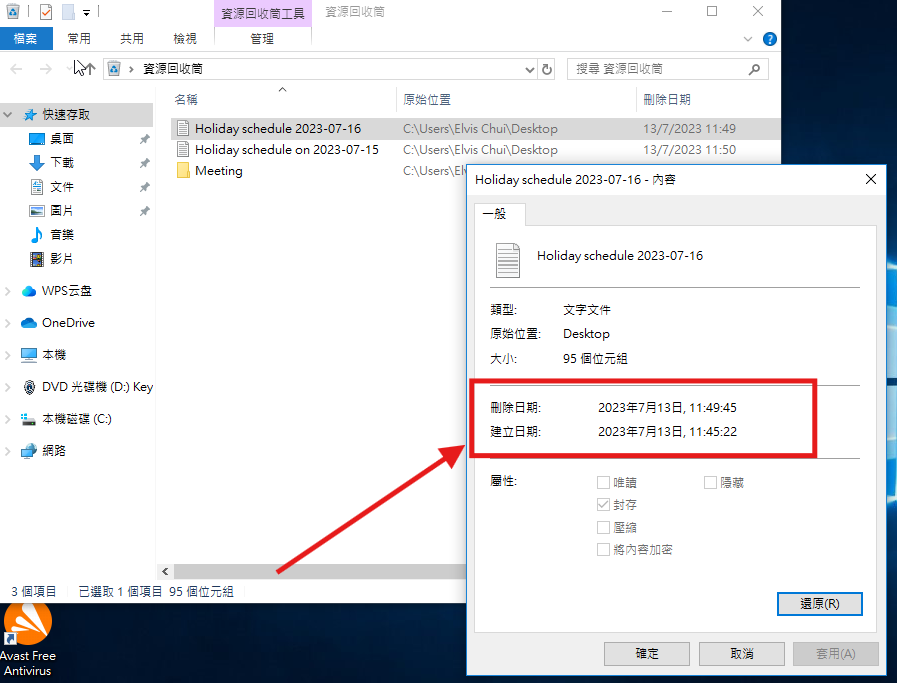 資源回收筒工具
資源回收筒
檔案
常用
共用
檢視
管理
資源回收筒
搜尋 資源回收筒
名稱
原始位置
刪除日期
快速存取
桌面
下載
文件
圖片
音樂
影片
WPS云盘
OneDrive
本機
DVD 光碟機 (D:) Key
本機磁碟 (C:)
網路
Holiday schedule 2023-07-16 C:\Users\Elvis Chui\Desktop 13/7/2023 11:49
Holiday schedule on 2023-07-15 C:\Users\Elvis Chui\Desktop 13/7/2023 11:50
Meeting C:\Users\Elv
3 個項目 已選取 1 個項目 95 個位元組
Holiday schedule 2023-07-16 - 內容
一般
Holiday schedule 2023-07-16
類型: 文字文件
原始位置: Desktop
大小: 95 個位元組
刪除日期: 2023年7月13日, 11:49:45
建立日期: 2023年7月13日, 11:45:22
屬性: 唯讀 隱藏
封存
壓縮
將內容加密
還原(R)
確定 取消 套用(A)
Avast Free
Antivirus